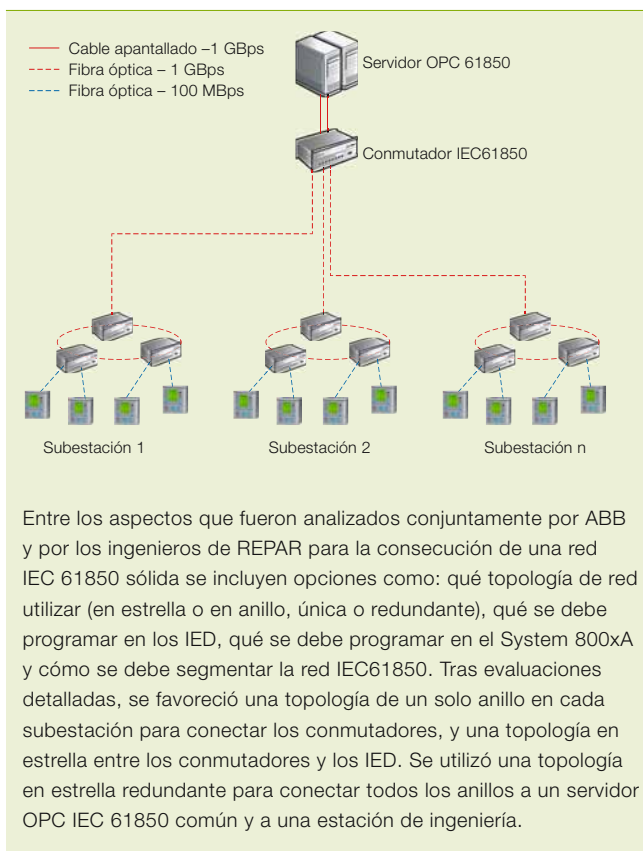 Cable apantallado –1 GBps
Fibra óptica – 1 GBps
Fibra óptica – 100 MBps
Servidor OPC 61850
Conmutador IEC61850
Subestación 1
Subestación 2
Subestación n
Entre los aspectos que fueron analizados conjuntamente por ABB
y por los ingenieros de REPAR para la consecución de una red
IEC 61850 sólida se incluyen opciones como: qué topología de red
utilizar (en estrella o en anillo, única o redundante), qué se debe
programar en los IED, qué se debe programar en el System 800xA
y cómo se debe segmentar la red IEC61850. Tras evaluaciones
detalladas, se favoreció una topología de un solo anillo en cada
subestación para conectar los conmutadores, y una topología en
estrella entre los conmutadores y los IED. Se utilizó una topología
en estrella redundante para conectar todos los anillos a un servidor
OPC IEC 61850 común y a una estación de ingeniería.